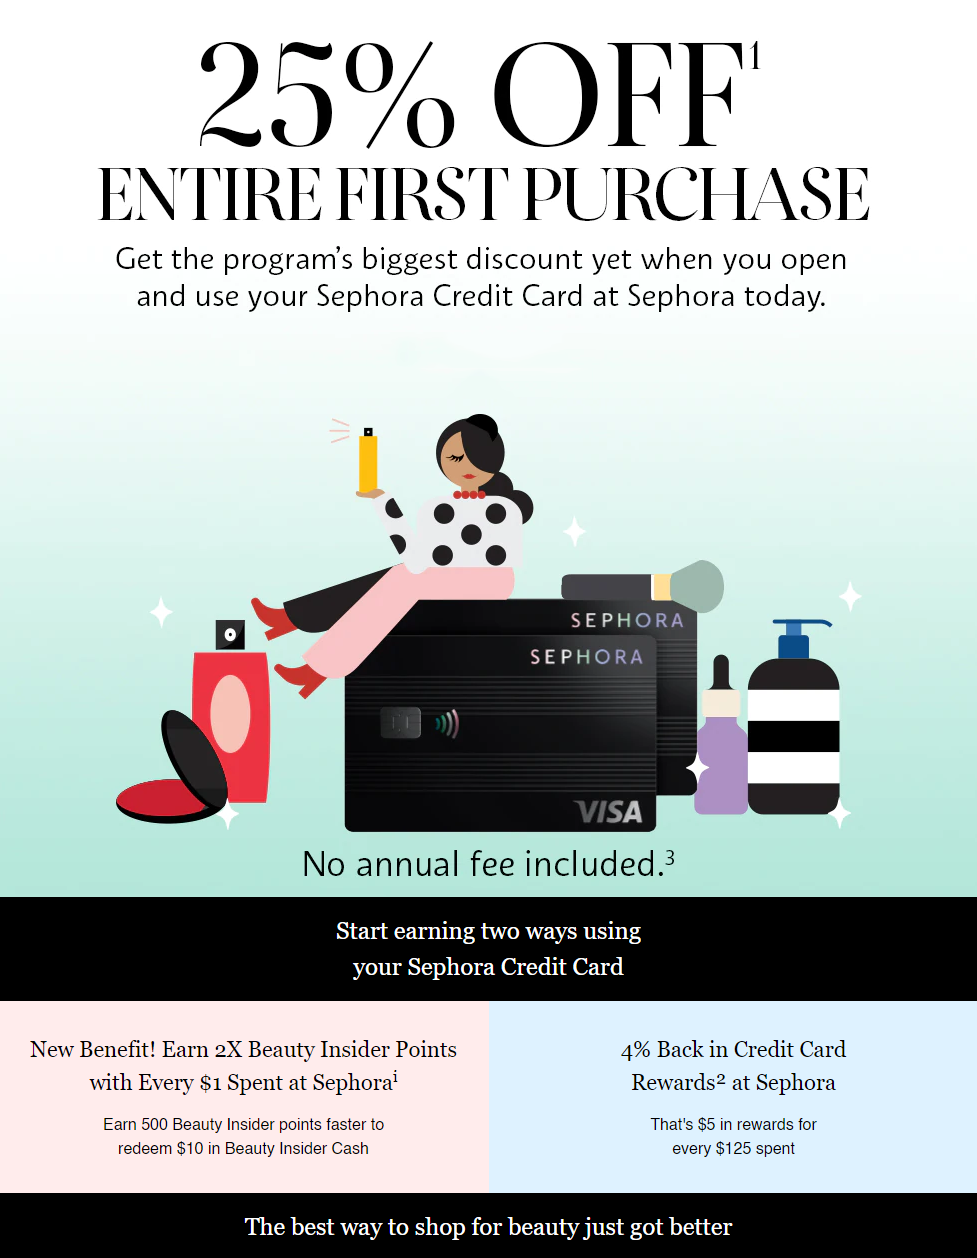 25% OFF¹
ENTIRE FIRST PURCHASE
Get the program’s biggest discount yet when you open
and use your Sephora Credit Card at Sephora today.
SEPHORA
SEPHORA
VISA
No annual fee included.³
Start earning two ways using
your Sephora Credit Card
New Benefit! Earn 2X Beauty Insider Points
with Every $1 Spent at Sephoraⁱ
Earn 500 Beauty Insider points faster to
redeem $10 in Beauty Insider Cash
4% Back in Credit Card
Rewards² at Sephora
That's $5 in rewards for
every $125 spent
The best way to shop for beauty just got better